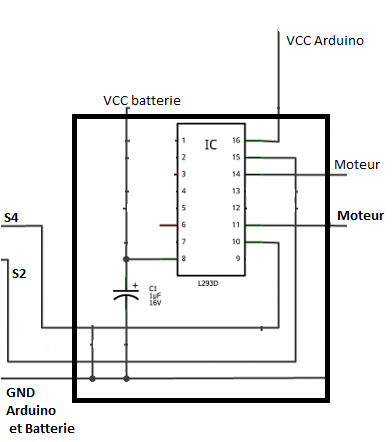 VCC Arduino
VCC batterie
1 16
IC
2 15
3 14
Moteur
4 13
5 12
Moteur
S4
6 11
7 10
8 9
S2
L293D
+
C1
1µF
16V
GND
Arduino
et Batterie